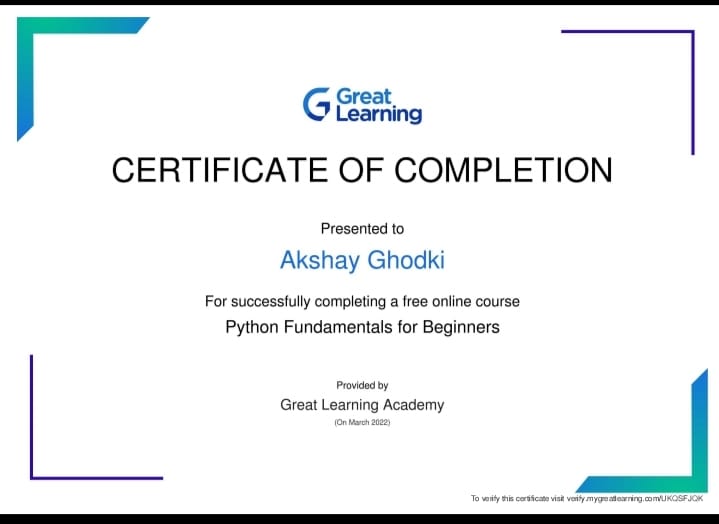 Great
Learning
CERTIFICATE OF COMPLETION
Presented to
Akshay Ghodki
For successfully completing a free online course
Python Fundamentals for Beginners
Provided by
Great Learning Academy
(On March 2022)
To verify this certificate visit verify.mygreatlearning.com/UKQSFJQK